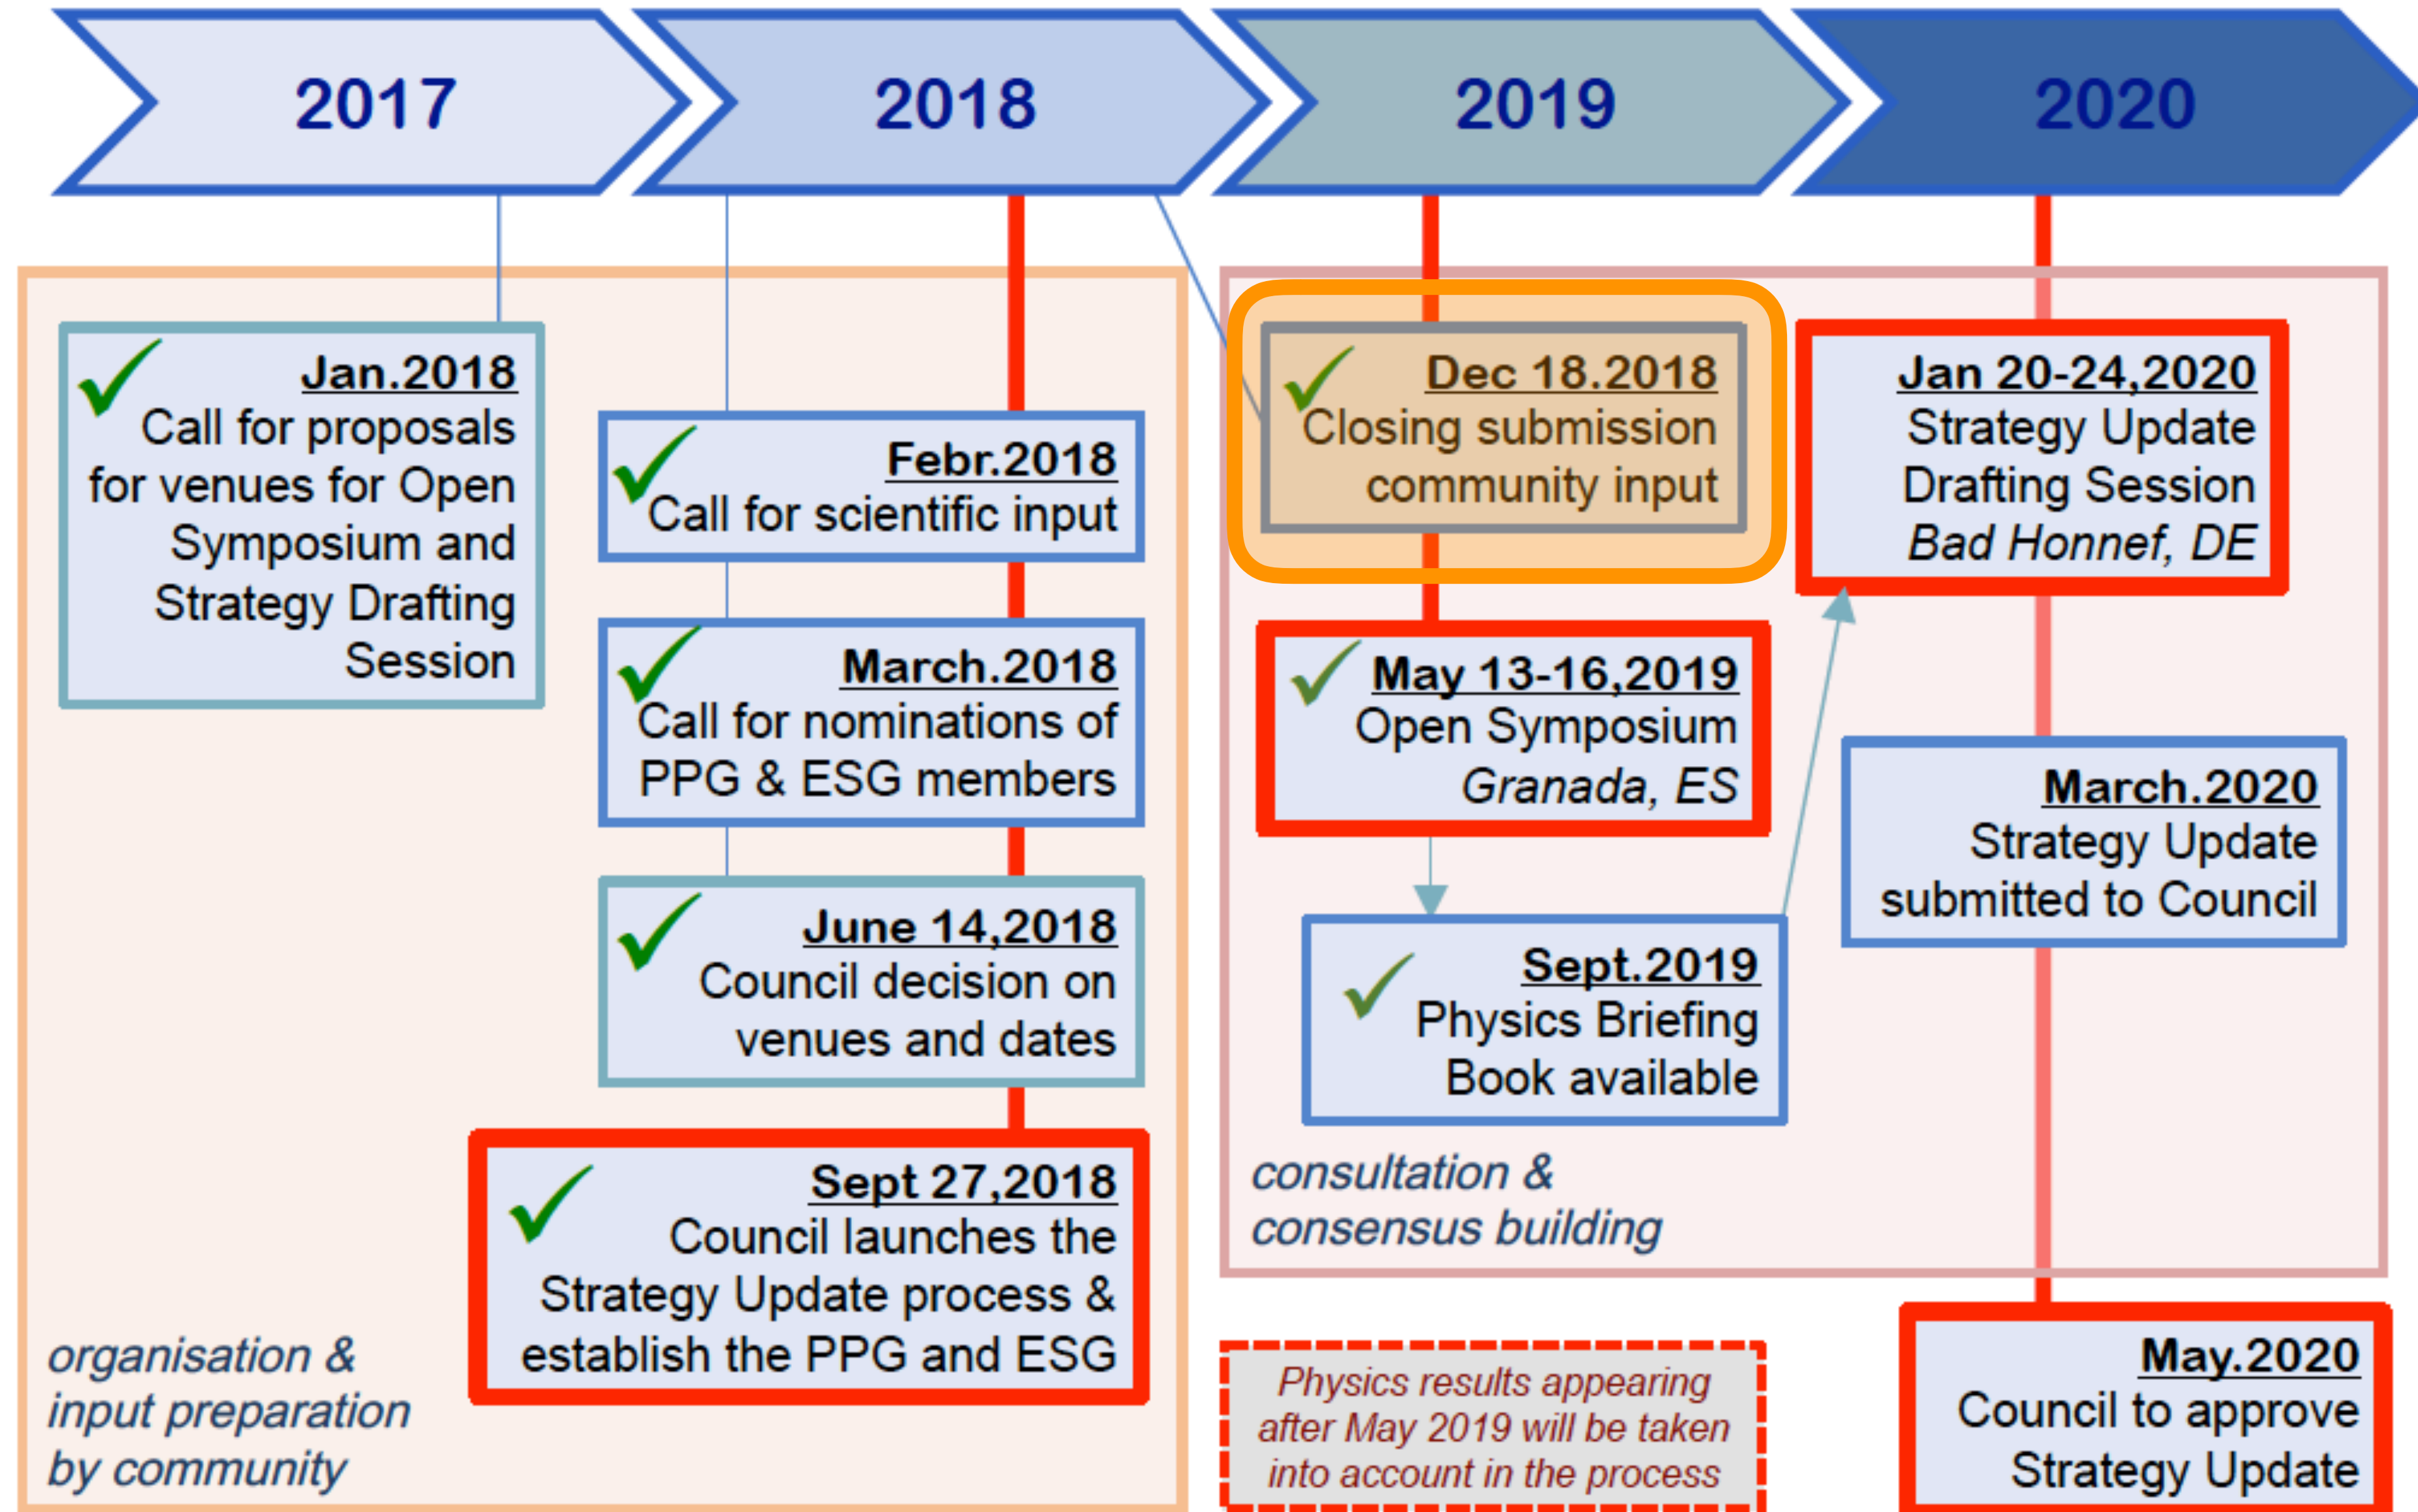 2017
2018
2019
2020
Jan.2018
Call for proposals
for venues for Open
Symposium and
Strategy Drafting
Session
Febr.2018
Call for scientific input
March.2018
Call for nominations of
PPG & ESG members
June 14,2018
Council decision on
venues and dates
Sept 27,2018
Council launches the
Strategy Update process &
establish the PPG and ESG
organisation &
input preparation
by community
Dec 18.2018
Closing submission
community input
May 13-16,2019
Open Symposium
Granada, ES
Sept.2019
Physics Briefing
Book available
consultation &
consensus building
Physics results appearing
after May 2019 will be taken
into account in the process
Jan 20-24,2020
Strategy Update
Drafting Session
Bad Honnef, DE
March.2020
Strategy Update
submitted to Council
May.2020
Council to approve
Strategy Update